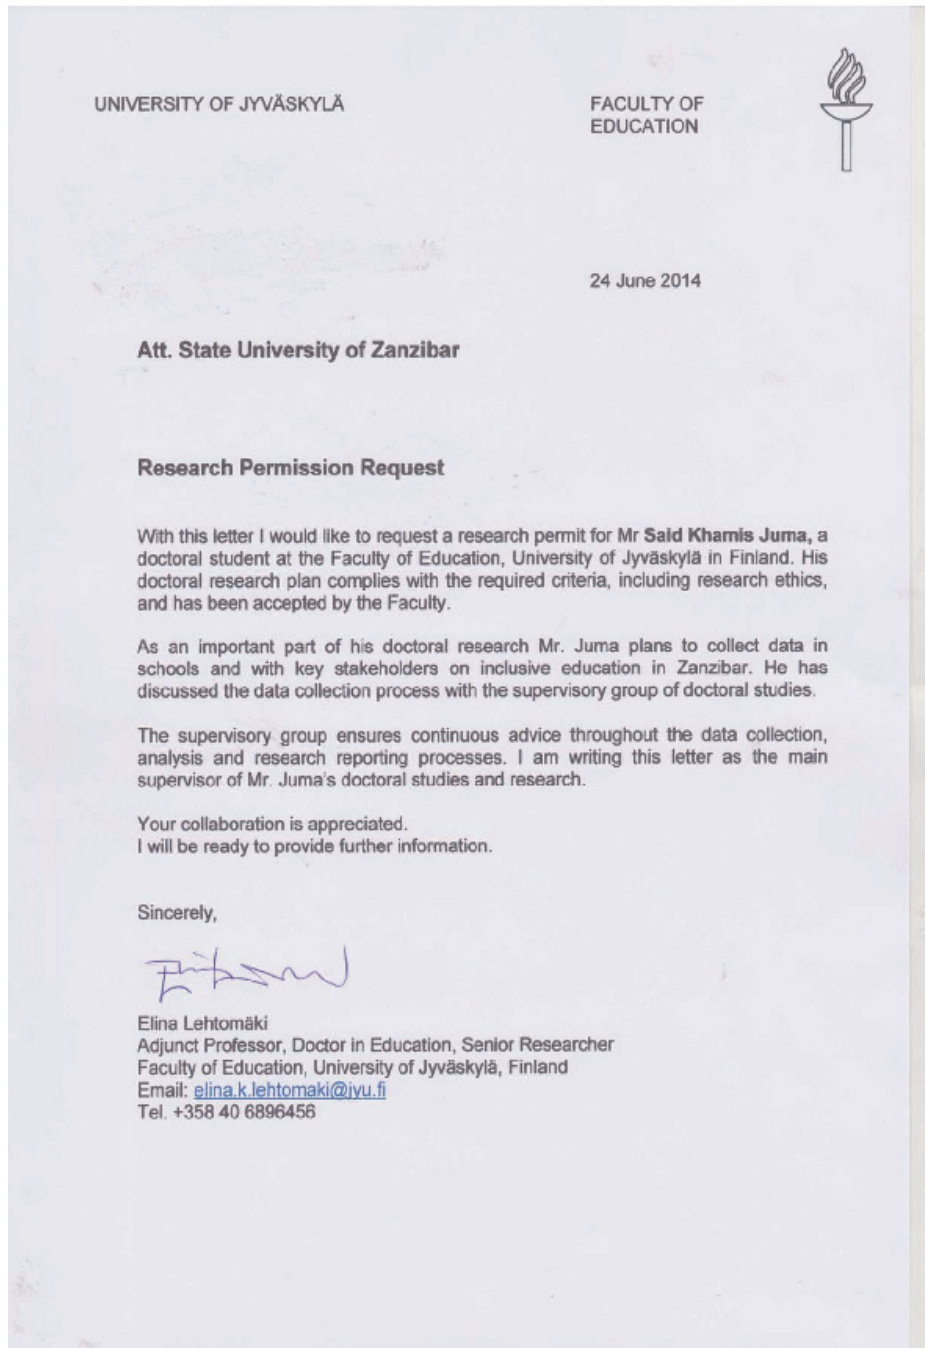 UNIVERSITY OF JYVÄSKYLÄ
FACULTY OF
EDUCATION
24 June 2014
Att. State University of Zanzibar
Research Permission Request
With this letter I would like to request a research permit for Mr Said Khamis Juma, a
doctoral student at the Faculty of Education, University of Jyväskylä in Finland. His
doctoral research plan complies with the required criteria, including research ethics,
and has been accepted by the Faculty.
As an important part of his doctoral research Mr. Juma plans to collect data in
schools and with key stakeholders on inclusive education in Zanzibar. He has
discussed the data collection process with the supervisory group of doctoral studies.
The supervisory group ensures continuous advice throughout the data collection,
analysis and research reporting processes. I am writing this letter as the main
supervisor of Mr. Juma's doctoral studies and research.
Your collaboration is appreciated.
I will be ready to provide further information.
Sincerely,
Elina Lehtomäki
Adjunct Professor, Doctor in Education, Senior Researcher
Faculty of Education, University of Jyväskylä, Finland
Email: elina.k.lehtomaki@jyu.fi
Tel. +358 40 6896456